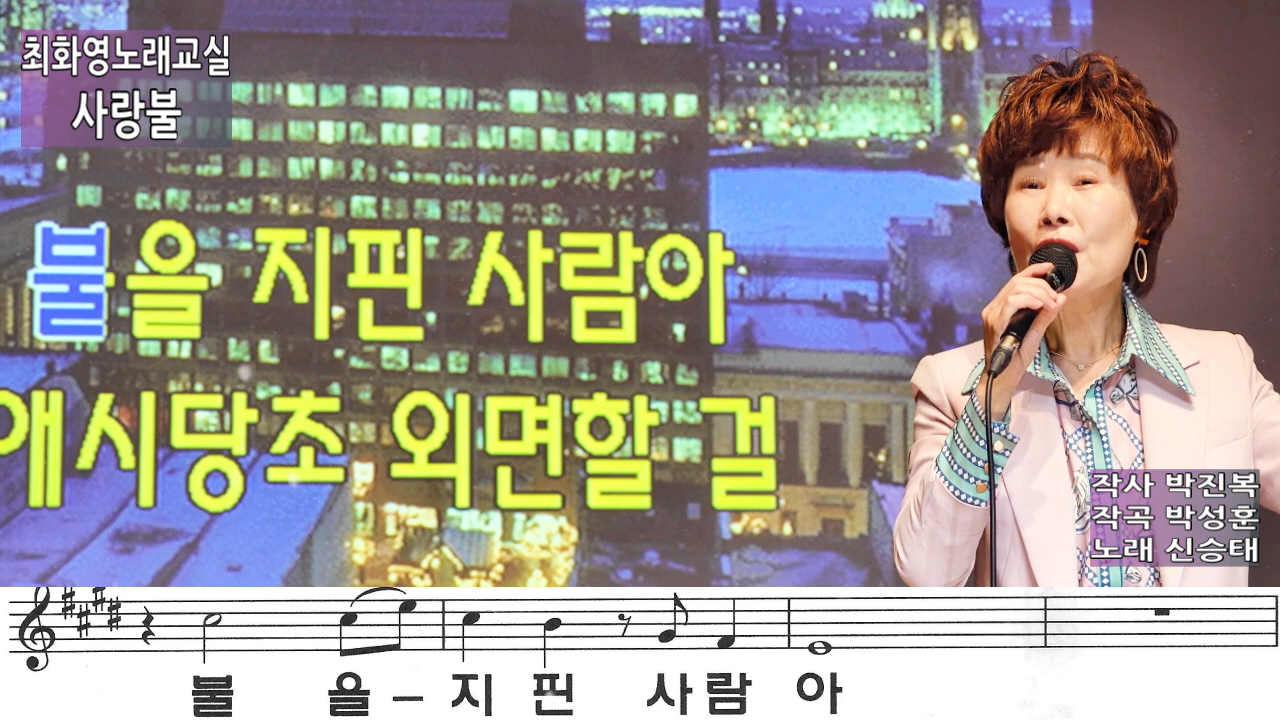 최화영노래교실
사랑불
불을 지핀 사람아
애시당초 외면할 걸
작사 박진복
작곡 박성훈
노래 신승태
불 을 - 지 핀 사 람 아